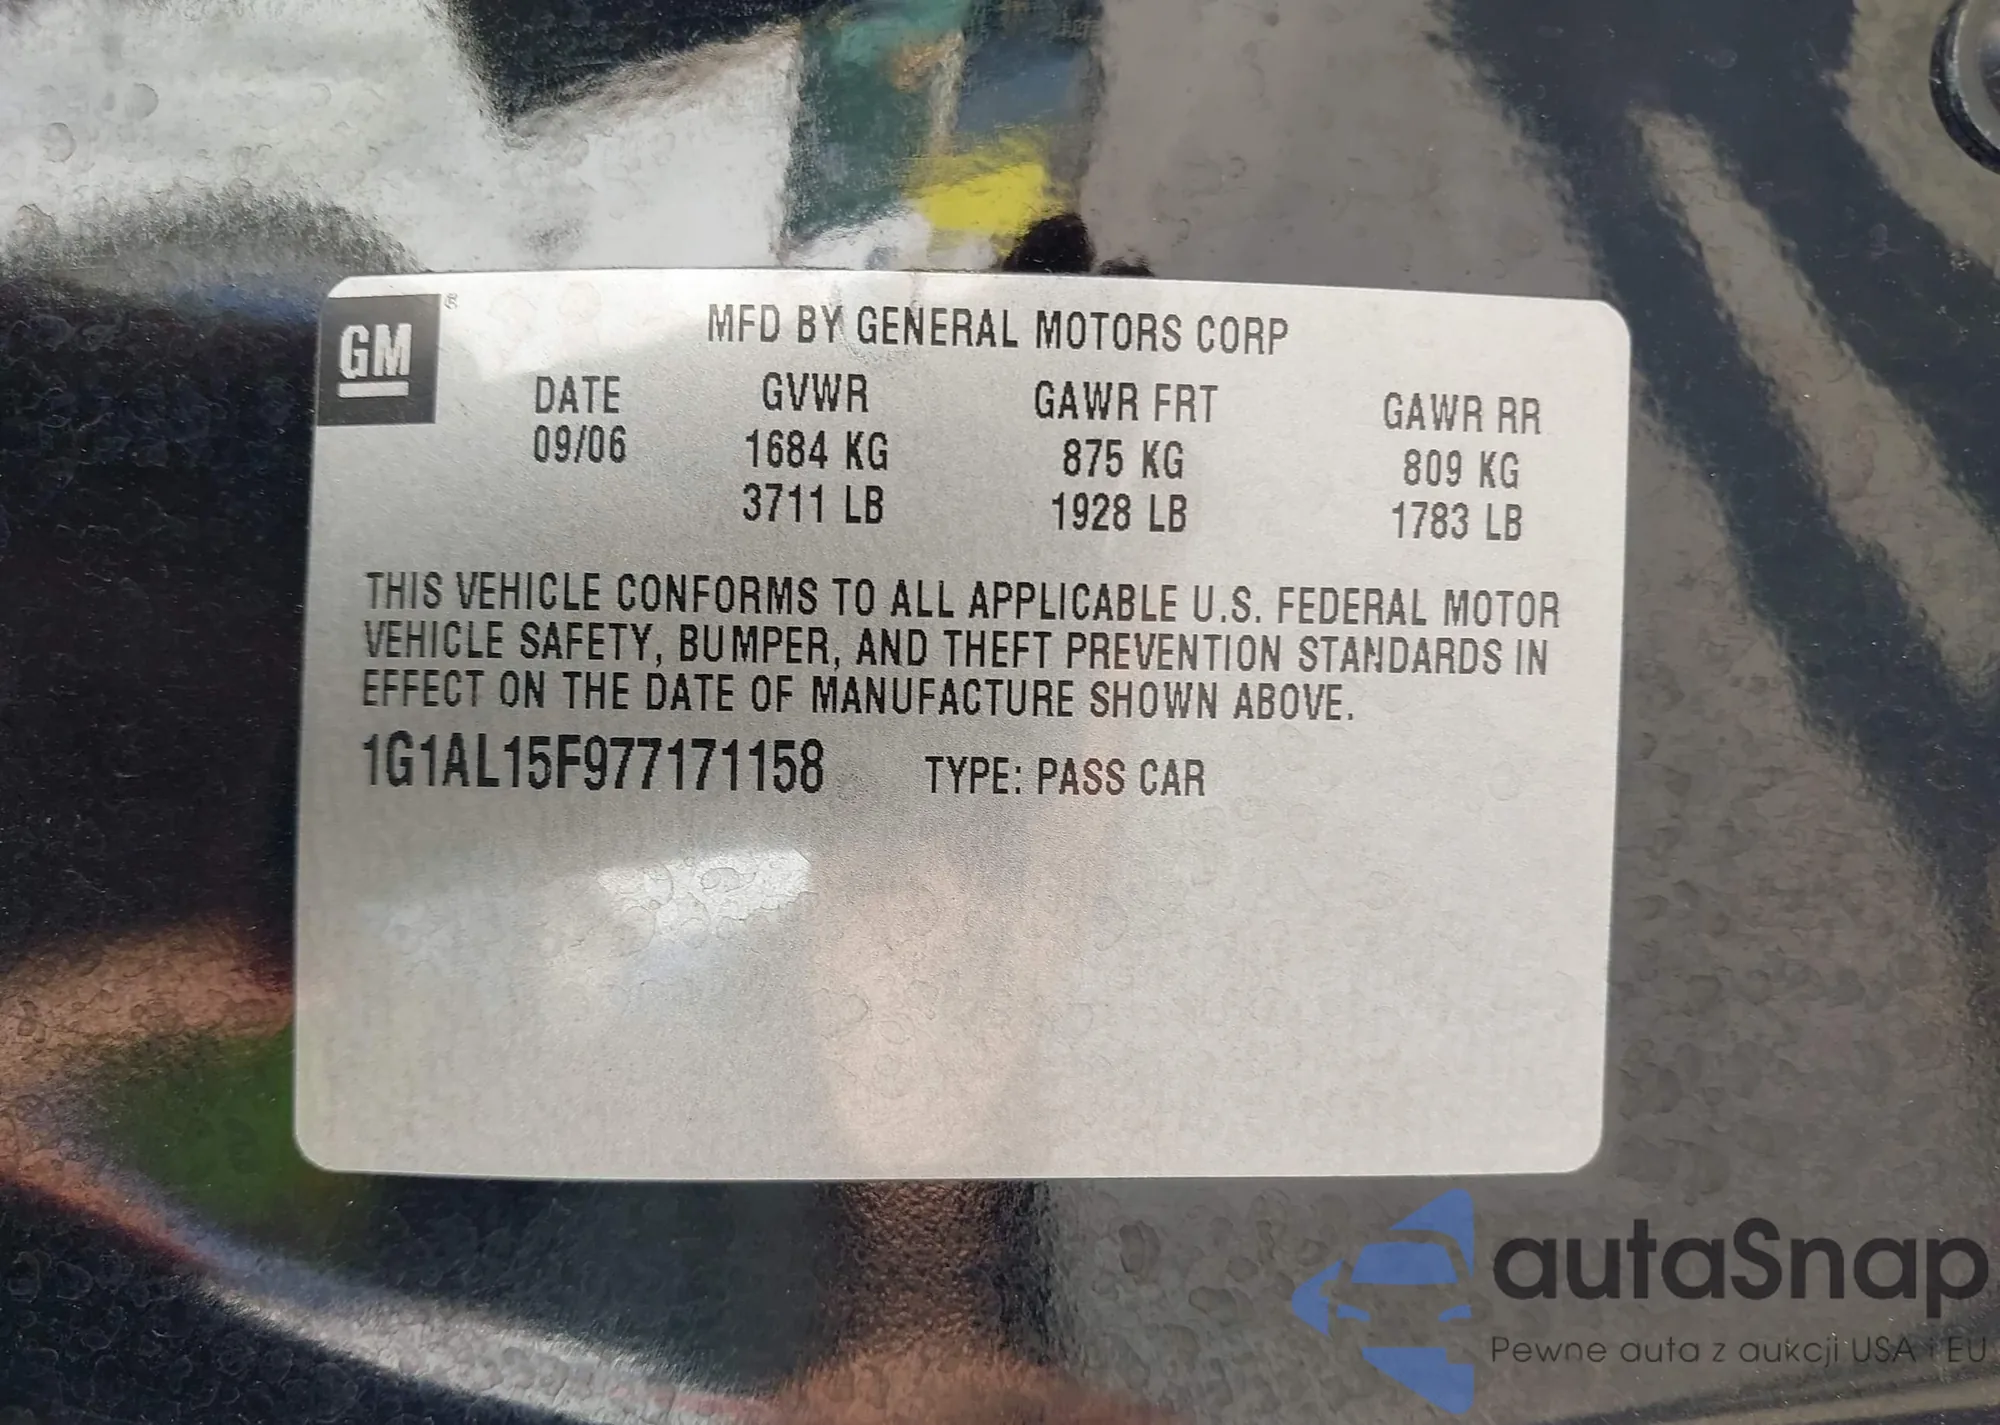 GM ®
MFD BY GENERAL MOTORS CORP
DATE GVWR GAWR FRT GAWR RR
09/06 1684 KG 875 KG 809 KG
3711 LB 1928 LB 1783 LB
THIS VEHICLE CONFORMS TO ALL APPLICABLE U.S. FEDERAL MOTOR
VEHICLE SAFETY, BUMPER, AND THEFT PREVENTION STANDARDS IN
EFFECT ON THE DATE OF MANUFACTURE SHOWN ABOVE.
1G1AL15F977171158 TYPE: PASS CAR
autaSnap
Pewne auta z aukcji USA i EU